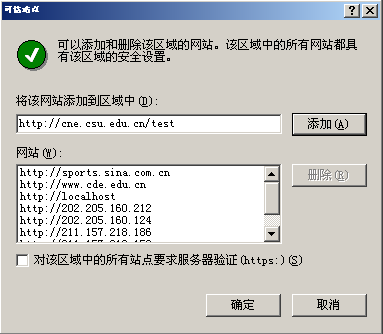 可信站点
可以添加和删除该区域的网站。该区域中的所有网站都具
有该区域的安全设置。
将该网站添加到区域中(D):
http://cne.csu.edu.cn/test
添加(A)
网站(W):
http://sports.sina.com.cn
http://www.cde.edu.cn
http://localhost
http://202.205.160.212
http://202.205.160.124
http://211.157.218.186
删除(R)
对该区域中的所有站点要求服务器验证(https:)(S)
确定
取消